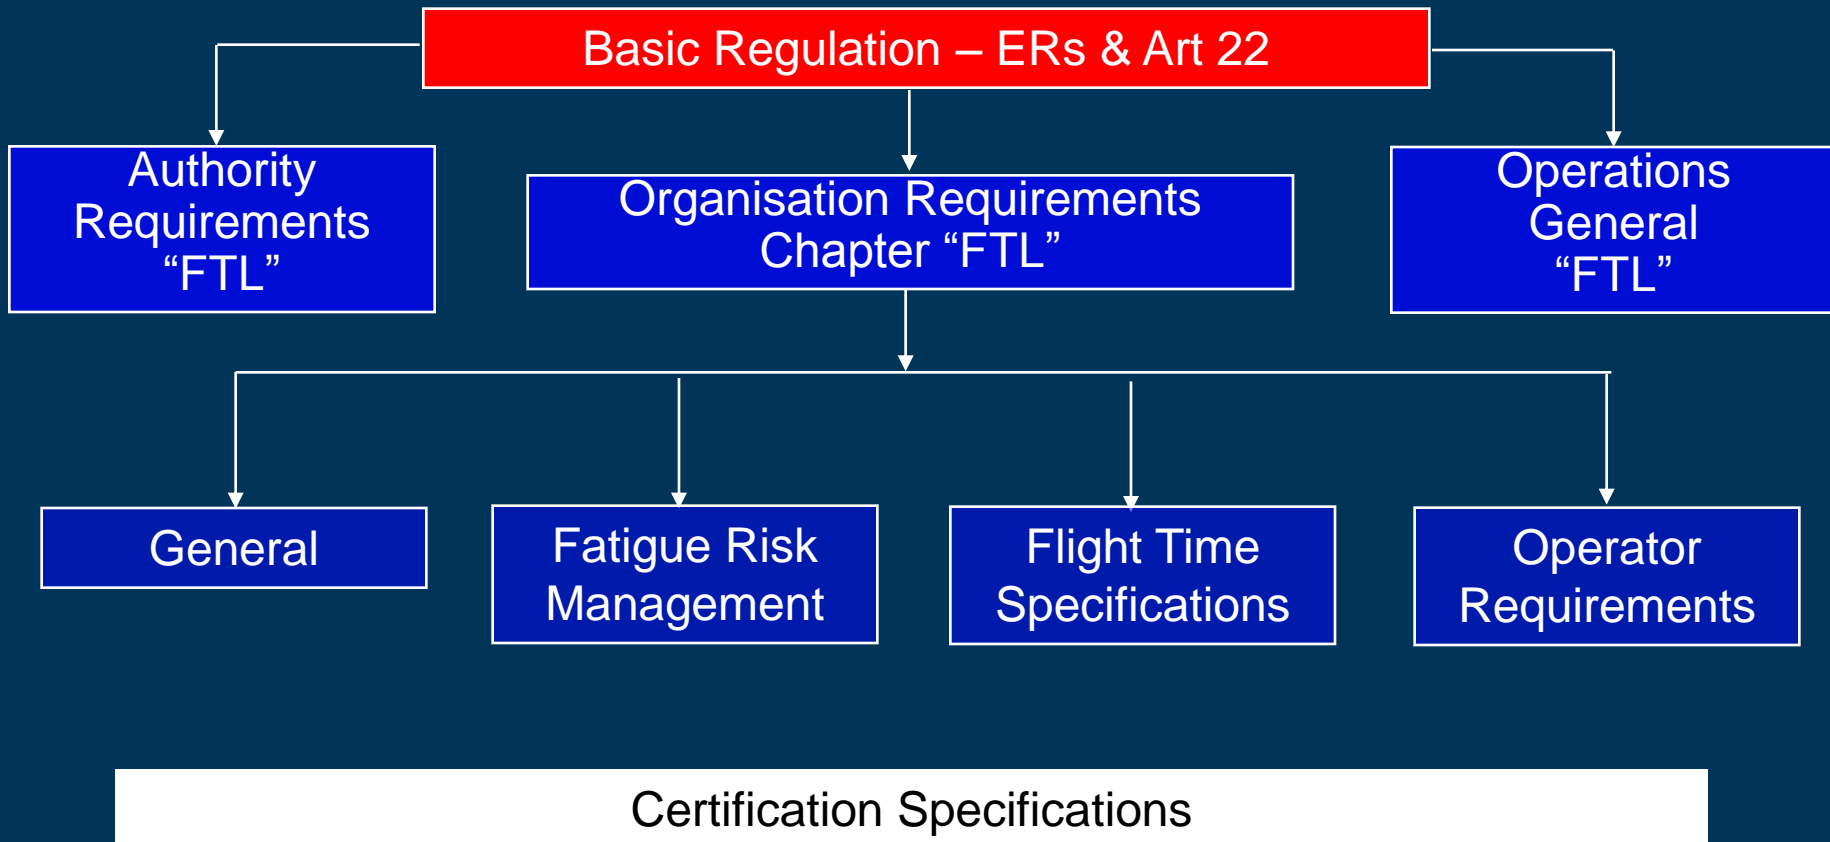 Basic Regulation – ERs & Art 22
Authority
Requirements
“FTL”
Organisation Requirements
Chapter “FTL”
Operations
General
“FTL”
General
Fatigue Risk
Management
Flight Time
Specifications
Operator
Requirements
Certification Specifications